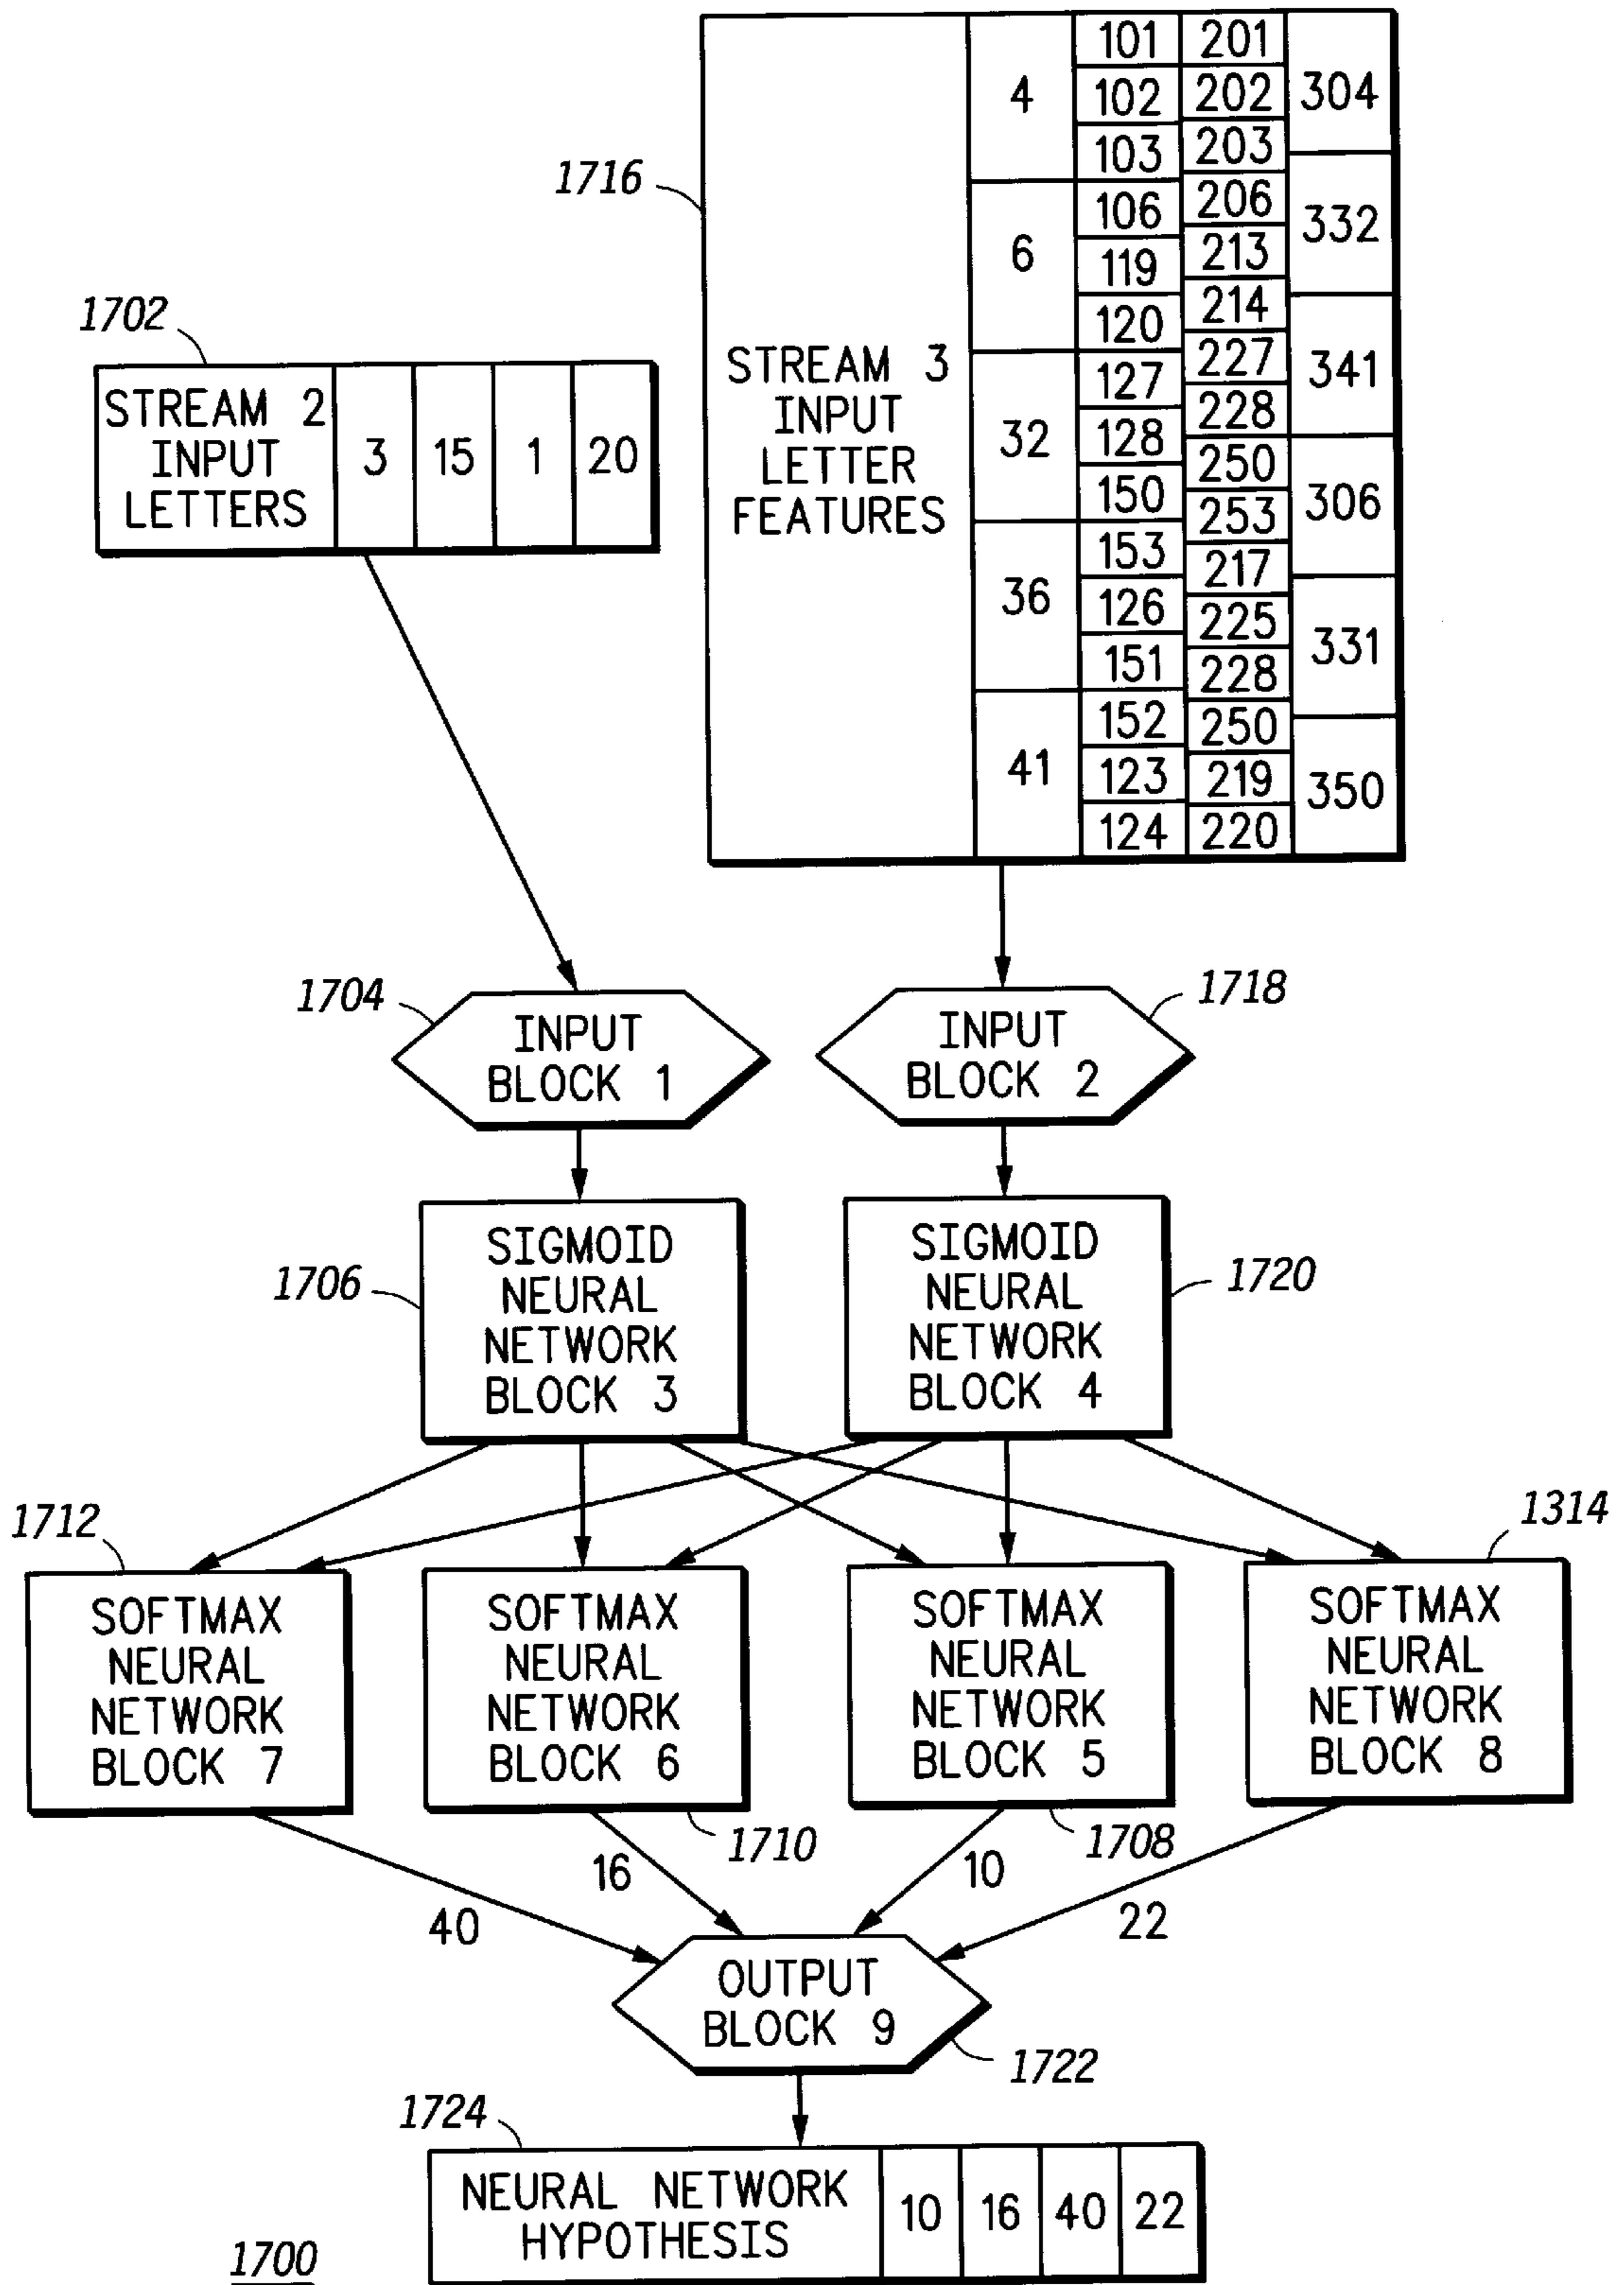 1716
STREAM 3
INPUT
LETTER
FEATURES
4
6
32
36
41
101
102
103
106
119
120
127
128
150
153
126
151
152
123
124
201
202
203
206
213
214
227
228
250
253
217
225
228
250
219
220
304
332
341
306
331
350
1702
STREAM 2
INPUT
LETTERS
3 15 1 20
1704
INPUT
BLOCK 1
1718
INPUT
BLOCK 2
1706
SIGMOID
NEURAL
NETWORK
BLOCK 3
1720
SIGMOID
NEURAL
NETWORK
BLOCK 4
1712
SOFTMAX
NEURAL
NETWORK
BLOCK 7
SOFTMAX
NEURAL
NETWORK
BLOCK 6
1710
SOFTMAX
NEURAL
NETWORK
BLOCK 5
1708
1314
SOFTMAX
NEURAL
NETWORK
BLOCK 8
40
16
10
22
OUTPUT
BLOCK 9
1722
1724
NEURAL NETWORK
HYPOTHESIS
10 16 40 22
1700